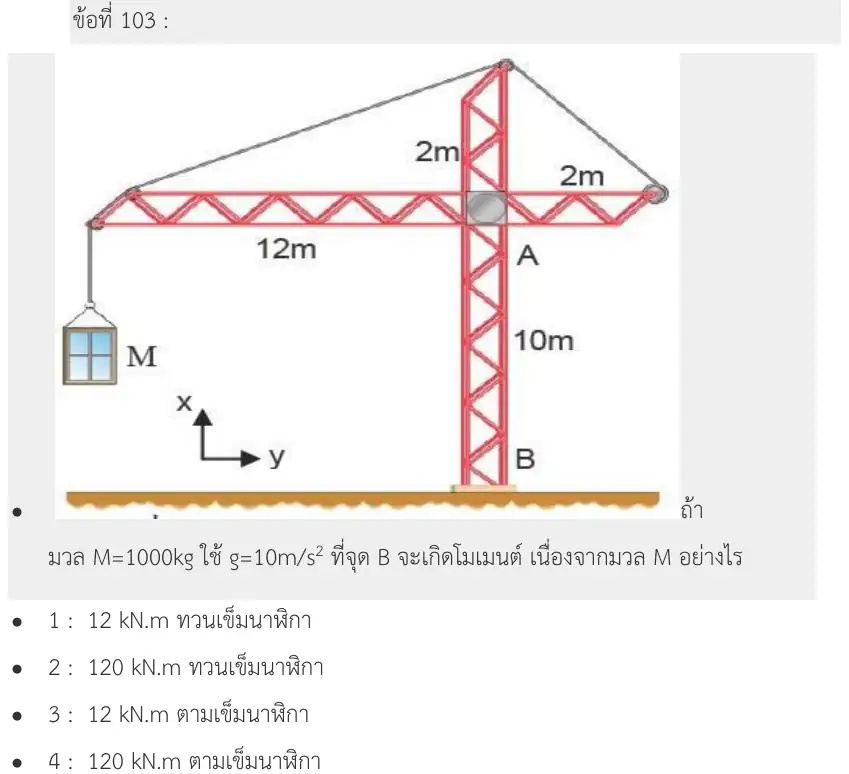 ข้อที่ 103 :
2m
2m
12m
A
M
10m
x
y
B
ถ้า
มวล M=1000kg ใช้ g=10m/s² ที่จุด B จะเกิดโมเมนต์ เนื่องจากมวล M อย่างไร
1 : 12 kN.m ทวนเข็มนาฬิกา
2 : 120 kN.m ทวนเข็มนาฬิกา
3 : 12 kN.m ตามเข็มนาฬิกา
4 : 120 kN.m ตามเข็มนาฬิกา